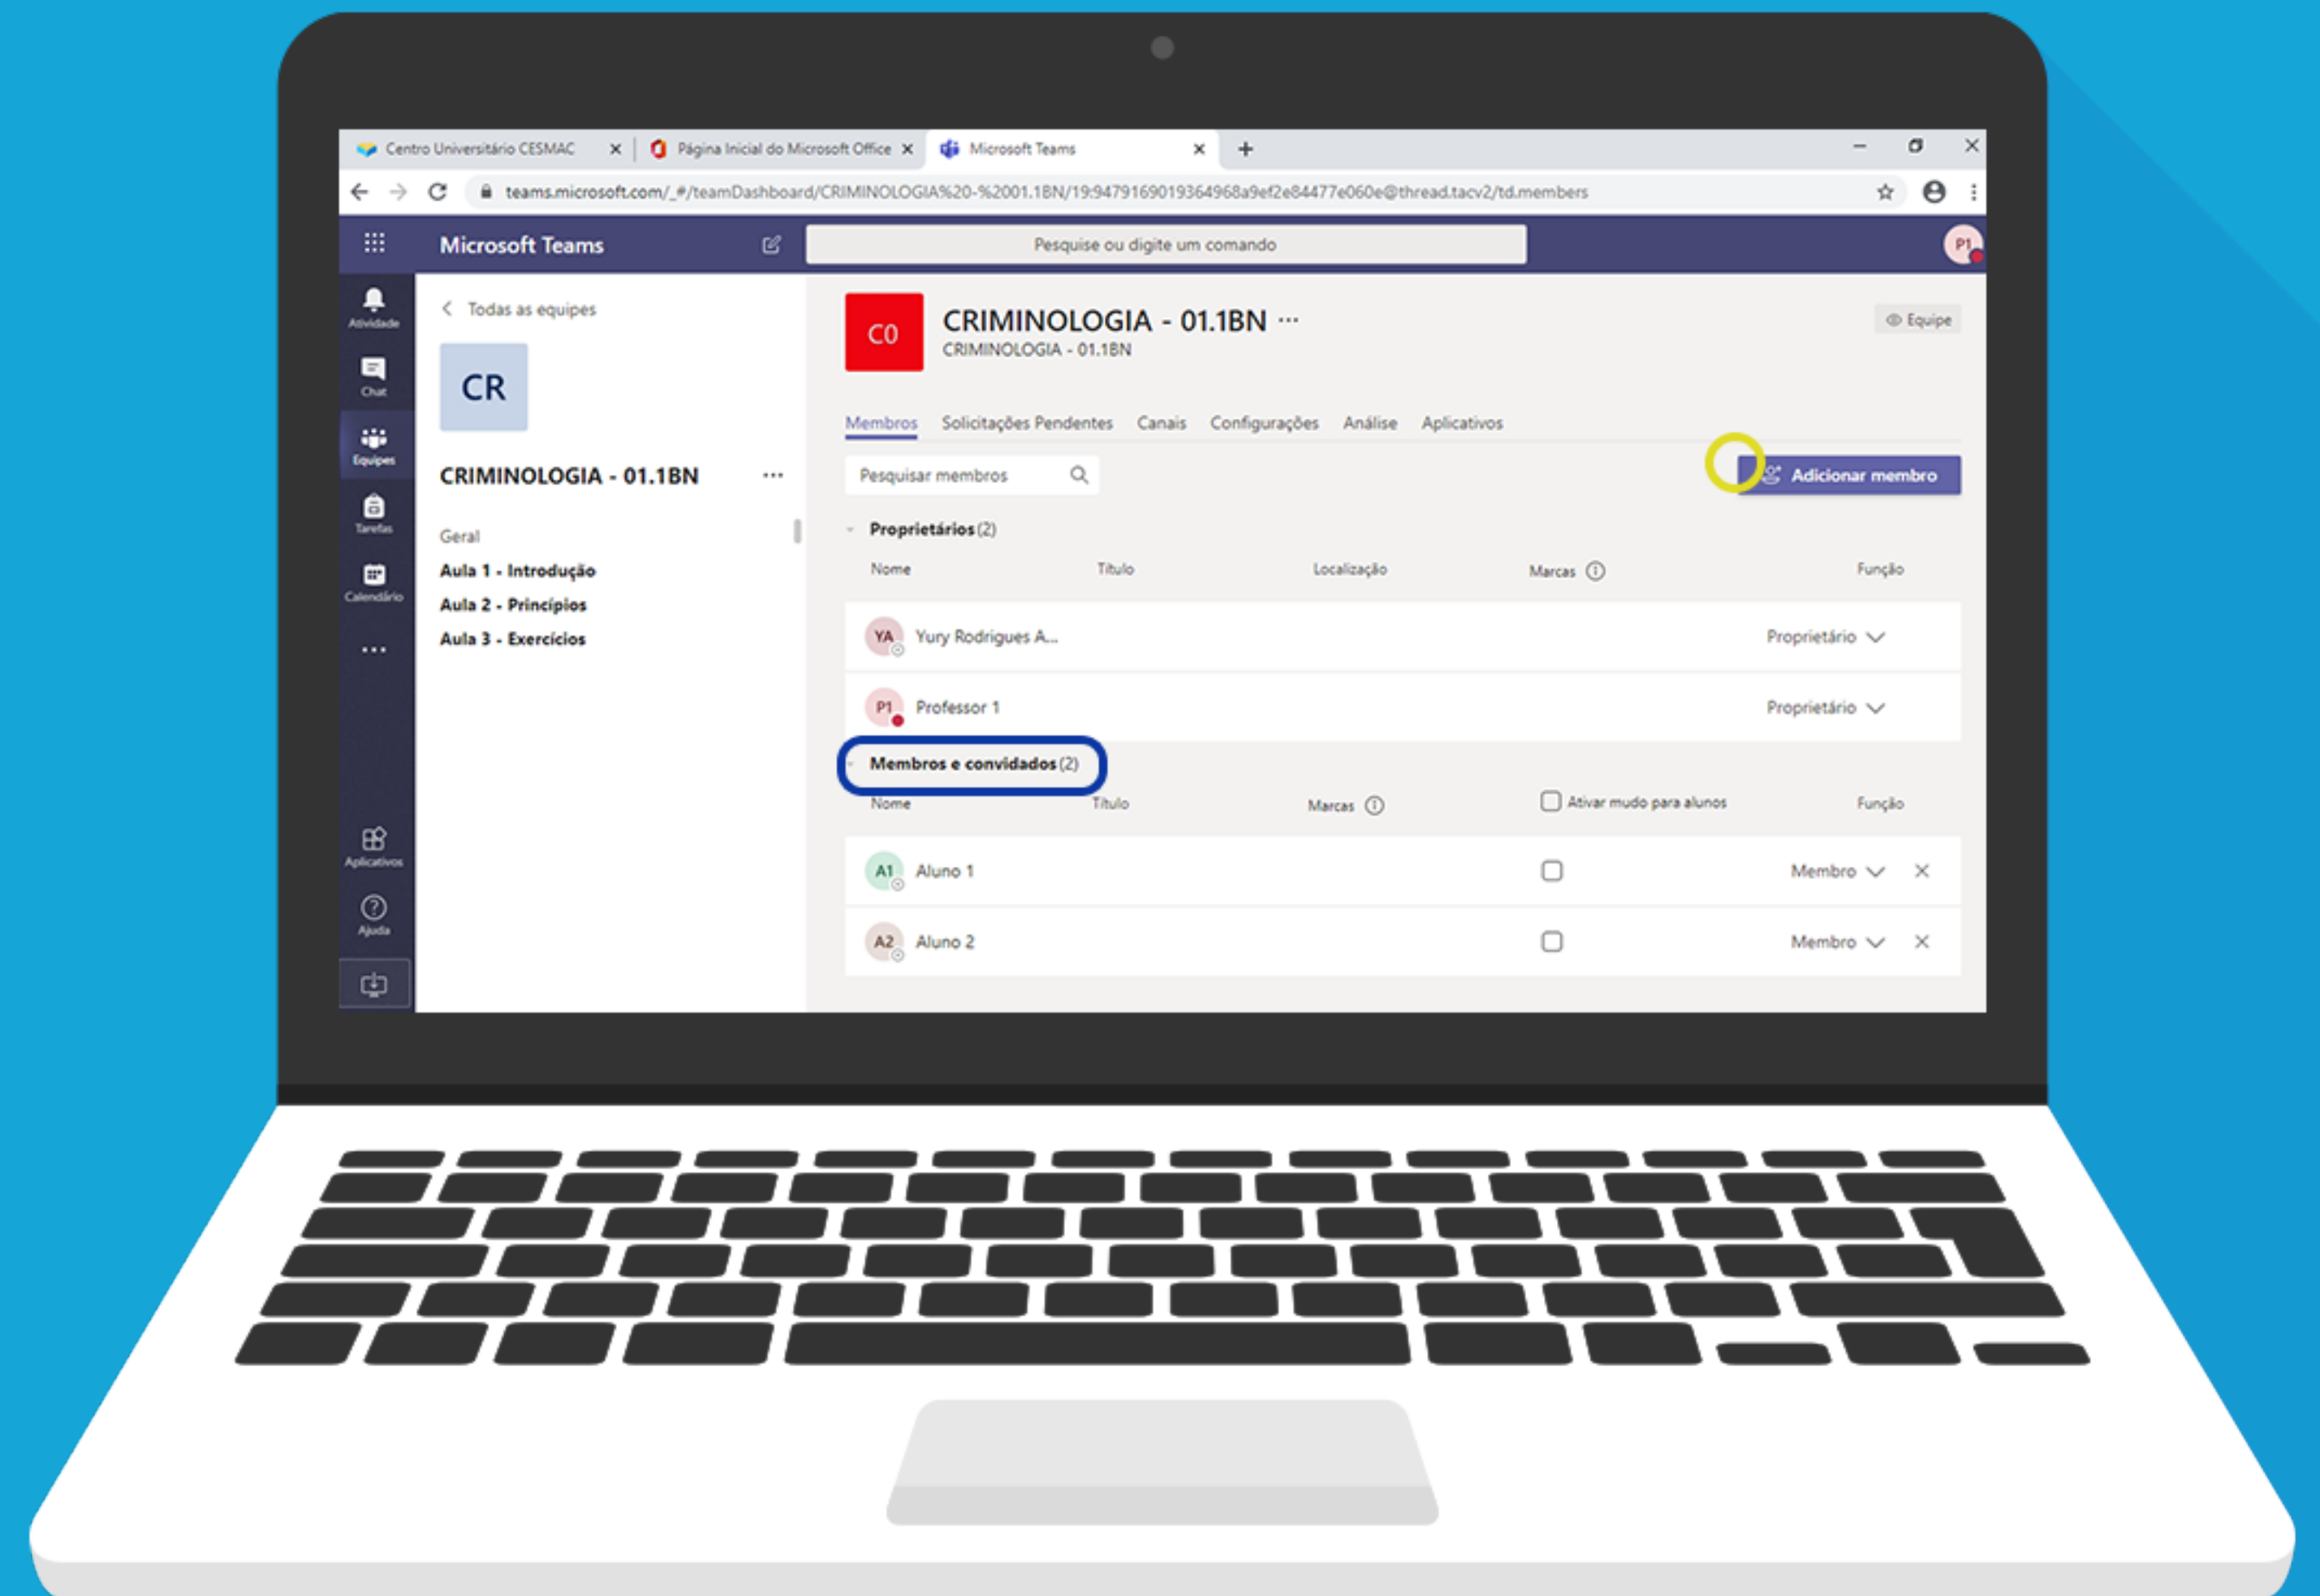 Centro Universitário CESMAC
Página Inicial do Microsoft Office
Microsoft Teams
teams.microsoft.com/_#/teamDashboard/CRIMINOLOGIA%20-%2001.1BN/19:9479169019364968a9ef2e84477e060e@thread.tacv2/td.members
Microsoft Teams
Pesquise ou digite um comando
P1
Atividade
Chat
Equipes
Tarefas
Calendário
Aplicativos
Ajuda
Todas as equipes
CR
CRIMINOLOGIA - 01.1BN ...
Geral
Aula 1 - Introdução
Aula 2 - Princípios
Aula 3 - Exercícios
C0
CRIMINOLOGIA - 01.1BN ...
CRIMINOLOGIA - 01.1BN
Equipe
Membros Solicitações Pendentes Canais Configurações Análise Aplicativos
Pesquisar membros
Adicionar membro
Proprietários (2)
Nome Título Localização Marcas Função
YA Yury Rodrigues A... Proprietário
P1 Professor 1 Proprietário
Membros e convidados (2)
Nome Título Marcas Ativar mudo para alunos Função
A1 Aluno 1 Membro
A2 Aluno 2 Membro